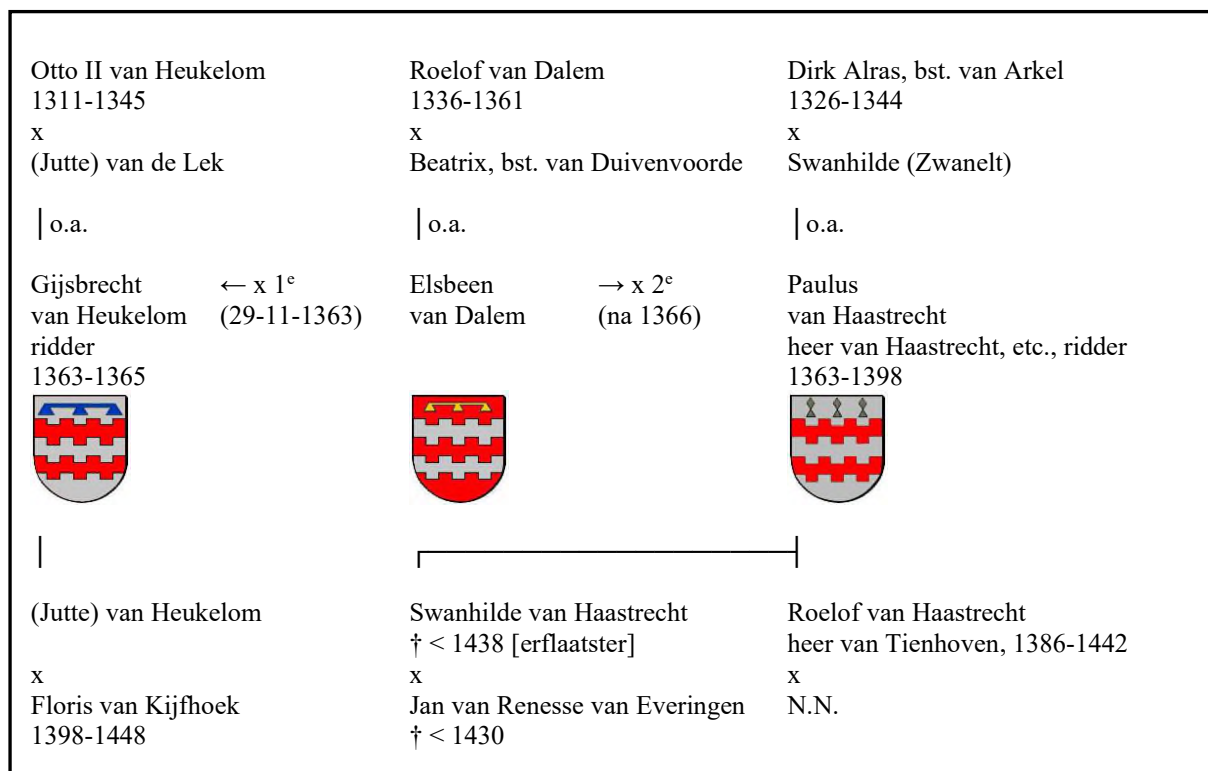 Otto II van Heukelom
1311-1345
x
(Jutte) van de Lek
Roelof van Dalem
1336-1361
x
Beatrix, bst. van Duivenvoorde
Dirk Alras, bst. van Arkel
1326-1344
x
Swanhilde (Zwanelt)
o.a.
o.a.
o.a.
Gijsbrecht ← x 1e
van Heukelom (29-11-1363)
ridder
1363-1365
Elsbeen → x 2e
van Dalem (na 1366)
Paulus
van Haastrecht
heer van Haastrecht, etc., ridder
1363-1398
(Jutte) van Heukelom
x
Floris van Kijfhoek
1398-1448
Swanhilde van Haastrecht
† < 1438 [erflaatster]
x
Jan van Renesse van Everingen
† < 1430
Roelof van Haastrecht
heer van Tienhoven, 1386-1442
x
N.N.